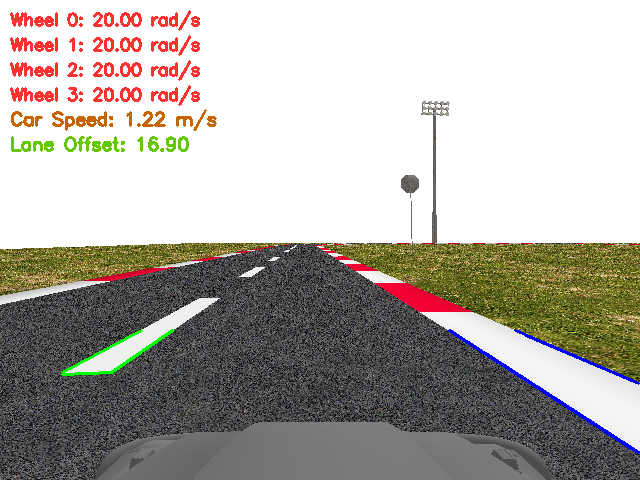 Wheel 0: 20.00 rad/s
Wheel 1: 20.00 rad/s
Wheel 2: 20.00 rad/s
Wheel 3: 20.00 rad/s
Car Speed: 1.22 m/s
Lane Offset: 16.90